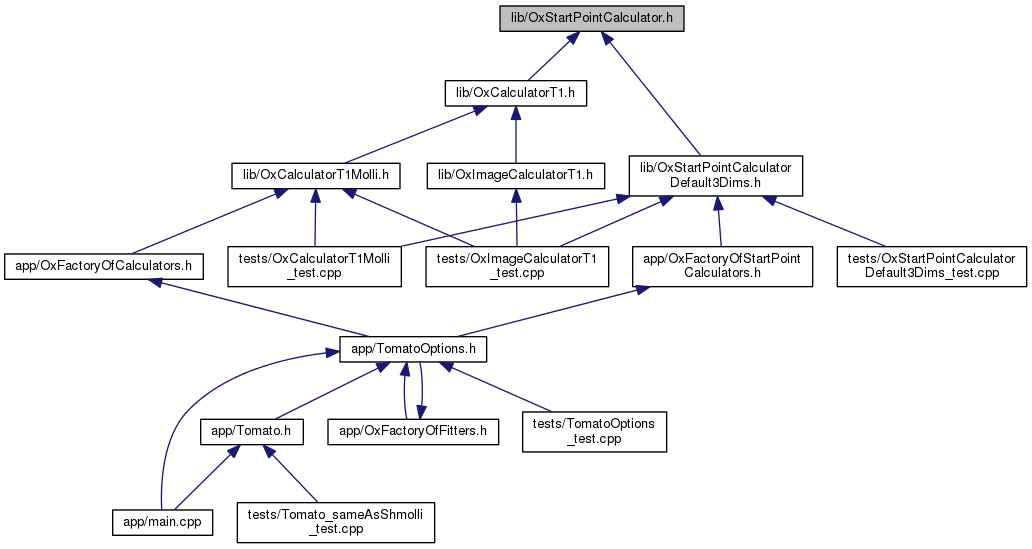 lib/OxStartPointCalculator.h
lib/OxCalculatorT1.h
lib/OxCalculatorT1Molli.h
lib/OxImageCalculatorT1.h
lib/OxStartPointCalculator
Default3Dims.h
app/OxFactoryOfCalculators.h
tests/OxCalculatorT1Molli
_test.cpp
tests/OxImageCalculatorT1
_test.cpp
app/OxFactoryOfStartPoint
Calculators.h
tests/OxStartPointCalculator
Default3Dims_test.cpp
app/TomatoOptions.h
app/Tomato.h
app/OxFactoryOfFitters.h
tests/TomatoOptions
_test.cpp
app/main.cpp
tests/Tomato_sameAsShmolli
_test.cpp